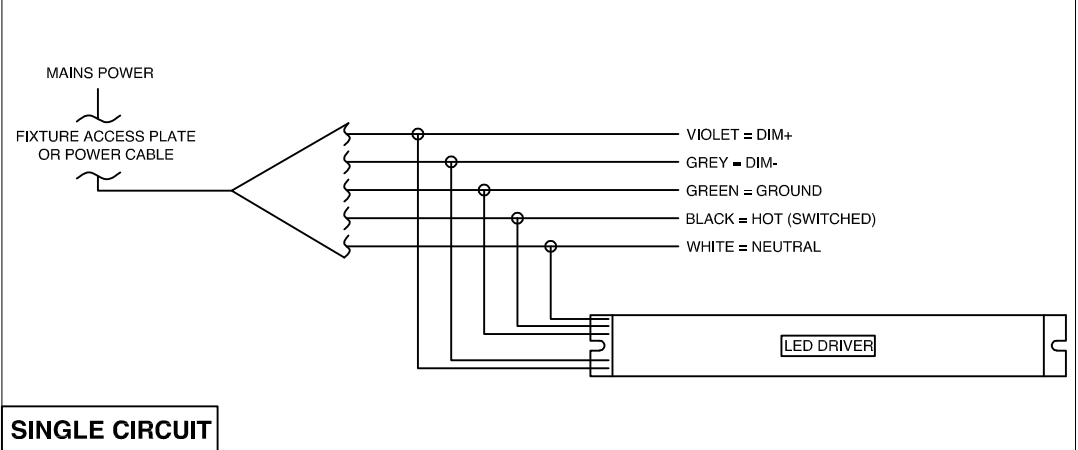 MAINS POWER
FIXTURE ACCESS PLATE
OR POWER CABLE
VIOLET = DIM+
GREY = DIM-
GREEN = GROUND
BLACK = HOT (SWITCHED)
WHITE = NEUTRAL
LED DRIVER
SINGLE CIRCUIT